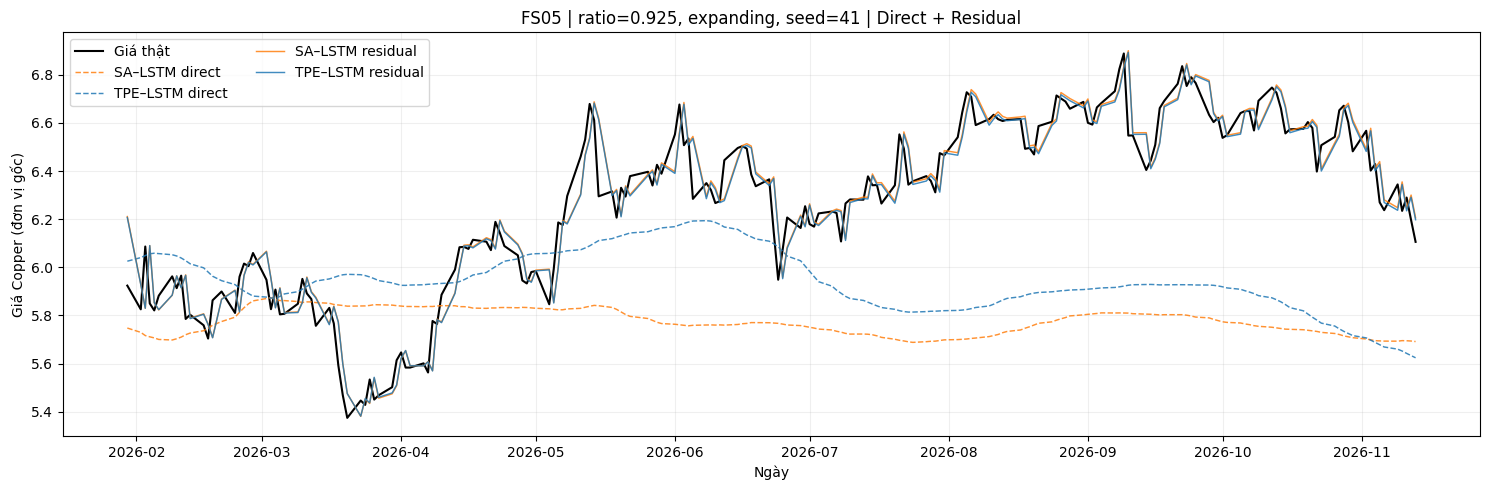 FS05 | ratio=0.925, expanding, seed=41 | Direct + Residual
Giá thật
SA–LSTM direct
TPE–LSTM direct
SA–LSTM residual
TPE–LSTM residual
Giá Copper (đơn vị gốc)
6.8
6.6
6.4
6.2
6.0
5.8
5.6
5.4
2026-02
2026-03
2026-04
2026-05
2026-06
2026-07
2026-08
2026-09
2026-10
2026-11
Ngày